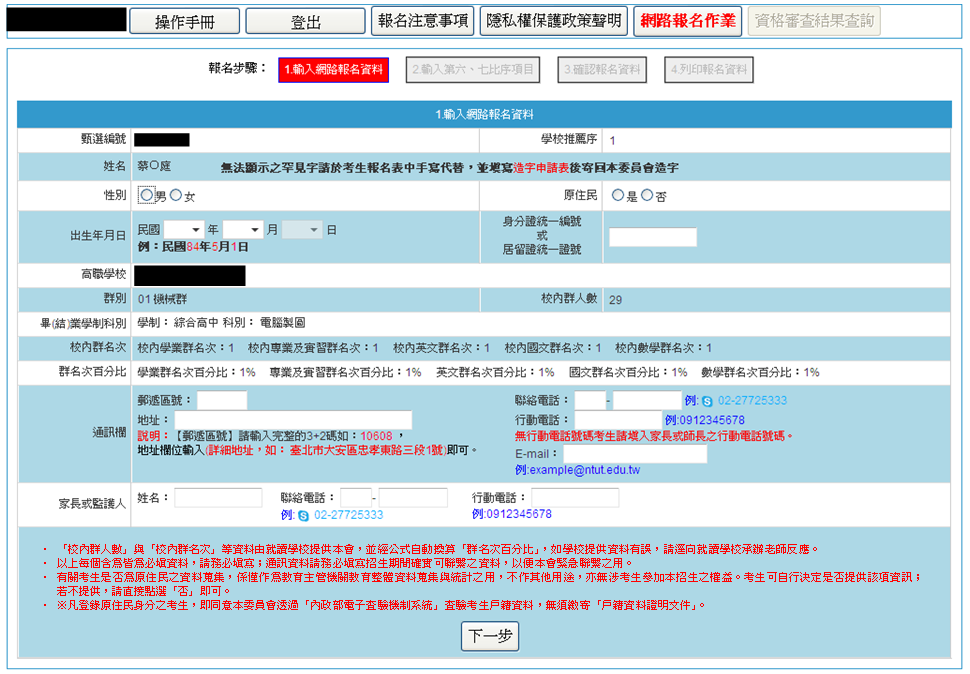 操作手冊 登出 報名注意事項 隱私權保護政策聲明 網路報名作業 資格審查結果查詢
報名步驟： 1.輸入網路報名資料 2.輸入第六、七比序項目 3.確認報名資料 4.列印報名資料
1.輸入網路報名資料
甄選編號 學校推薦序 1
姓名 蔡○庭 無法顯示之罕見字請於考生報名表中手寫代替，並填寫造字申請表後寄回本委員會造字
性別 男 女 原住民 是 否
出生年月日 民國 年 月 日
例：民國84年5月1日
身分證統一編號
或
居留證統一證號
高職學校
群別 01 機械群 校內群人數 29
畢(結)業學制科別 學制： 綜合高中 科別： 電腦製圖
校內群名次 校內學業群名次：1 校內專業及實習群名次：1 校內英文群名次：1 校內國文群名次：1 校內數學群名次：1
群名次百分比 學業群名次百分比：1% 專業及實習群名次百分比：1% 英文群名次百分比：1% 國文群名次百分比：1% 數學群名次百分比：1%
通訊欄
郵遞區號：
地址：
說明：【郵遞區號】請輸入完整的3+2碼如：10608，
地址欄位輸入(詳細地址，如： 臺北市大安區忠孝東路三段1號)即可。
聯絡電話： - 例: 02-27725333
行動電話： 例:0912345678
無行動電話號碼考生請填入家長或師長之行動電話號碼。
E-mail：
例:example@ntut.edu.tw
家長或監護人 姓名： 聯絡電話： - 行動電話：
例: 02-27725333 例:0912345678
• 「校內群人數」與「校內群名次」等資料由就讀學校提供本會，並經公式自動換算「群名次百分比」，如學校提供資料有誤，請逕向就讀學校承辦老師反應。
• 以上每個含為皆為必填資料，請務必填寫；通訊資料請務必填寫招生期間確實可聯繫之資料，以便本會緊急聯繫之用。
• 有關考生是否為原住民之資料蒐集，係僅作為教育主管機關教育整體資料蒐集與統計之用，不作其他用途，亦無涉考生參加本招生之權益。考生可自行決定是否提供該項資訊；
若不提供，請直接點選「否」即可。
• ※凡登錄原住民身分之考生，即同意本委員會透過「內政部電子查驗機制系統」查驗考生戶籍資料，無須繳寄「戶籍資料證明文件」。
下一步